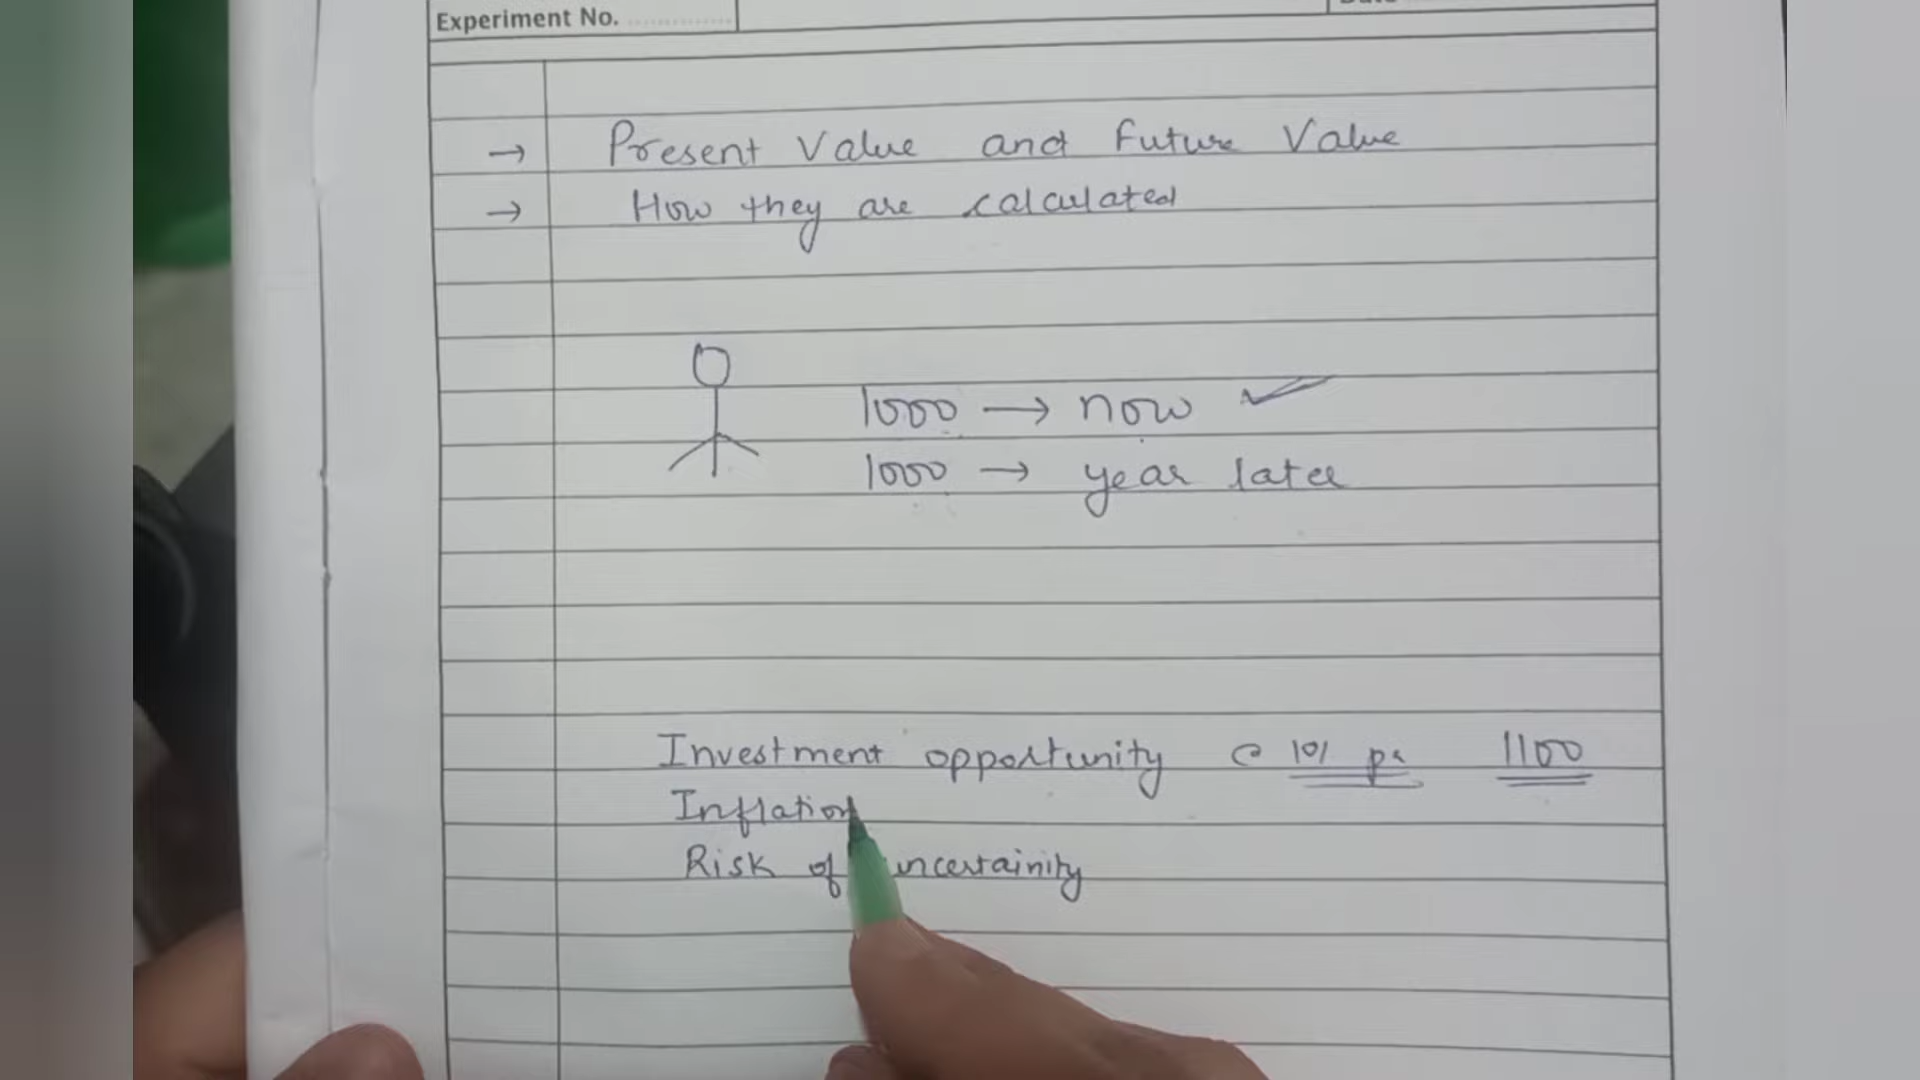 Experiment No.
→ Present Value and Future Value
→ How they are calculated
1000 → now ✓
1000 → year later
Investment opportunity @ 10% pa 1100
Inflation
Risk of uncertainity